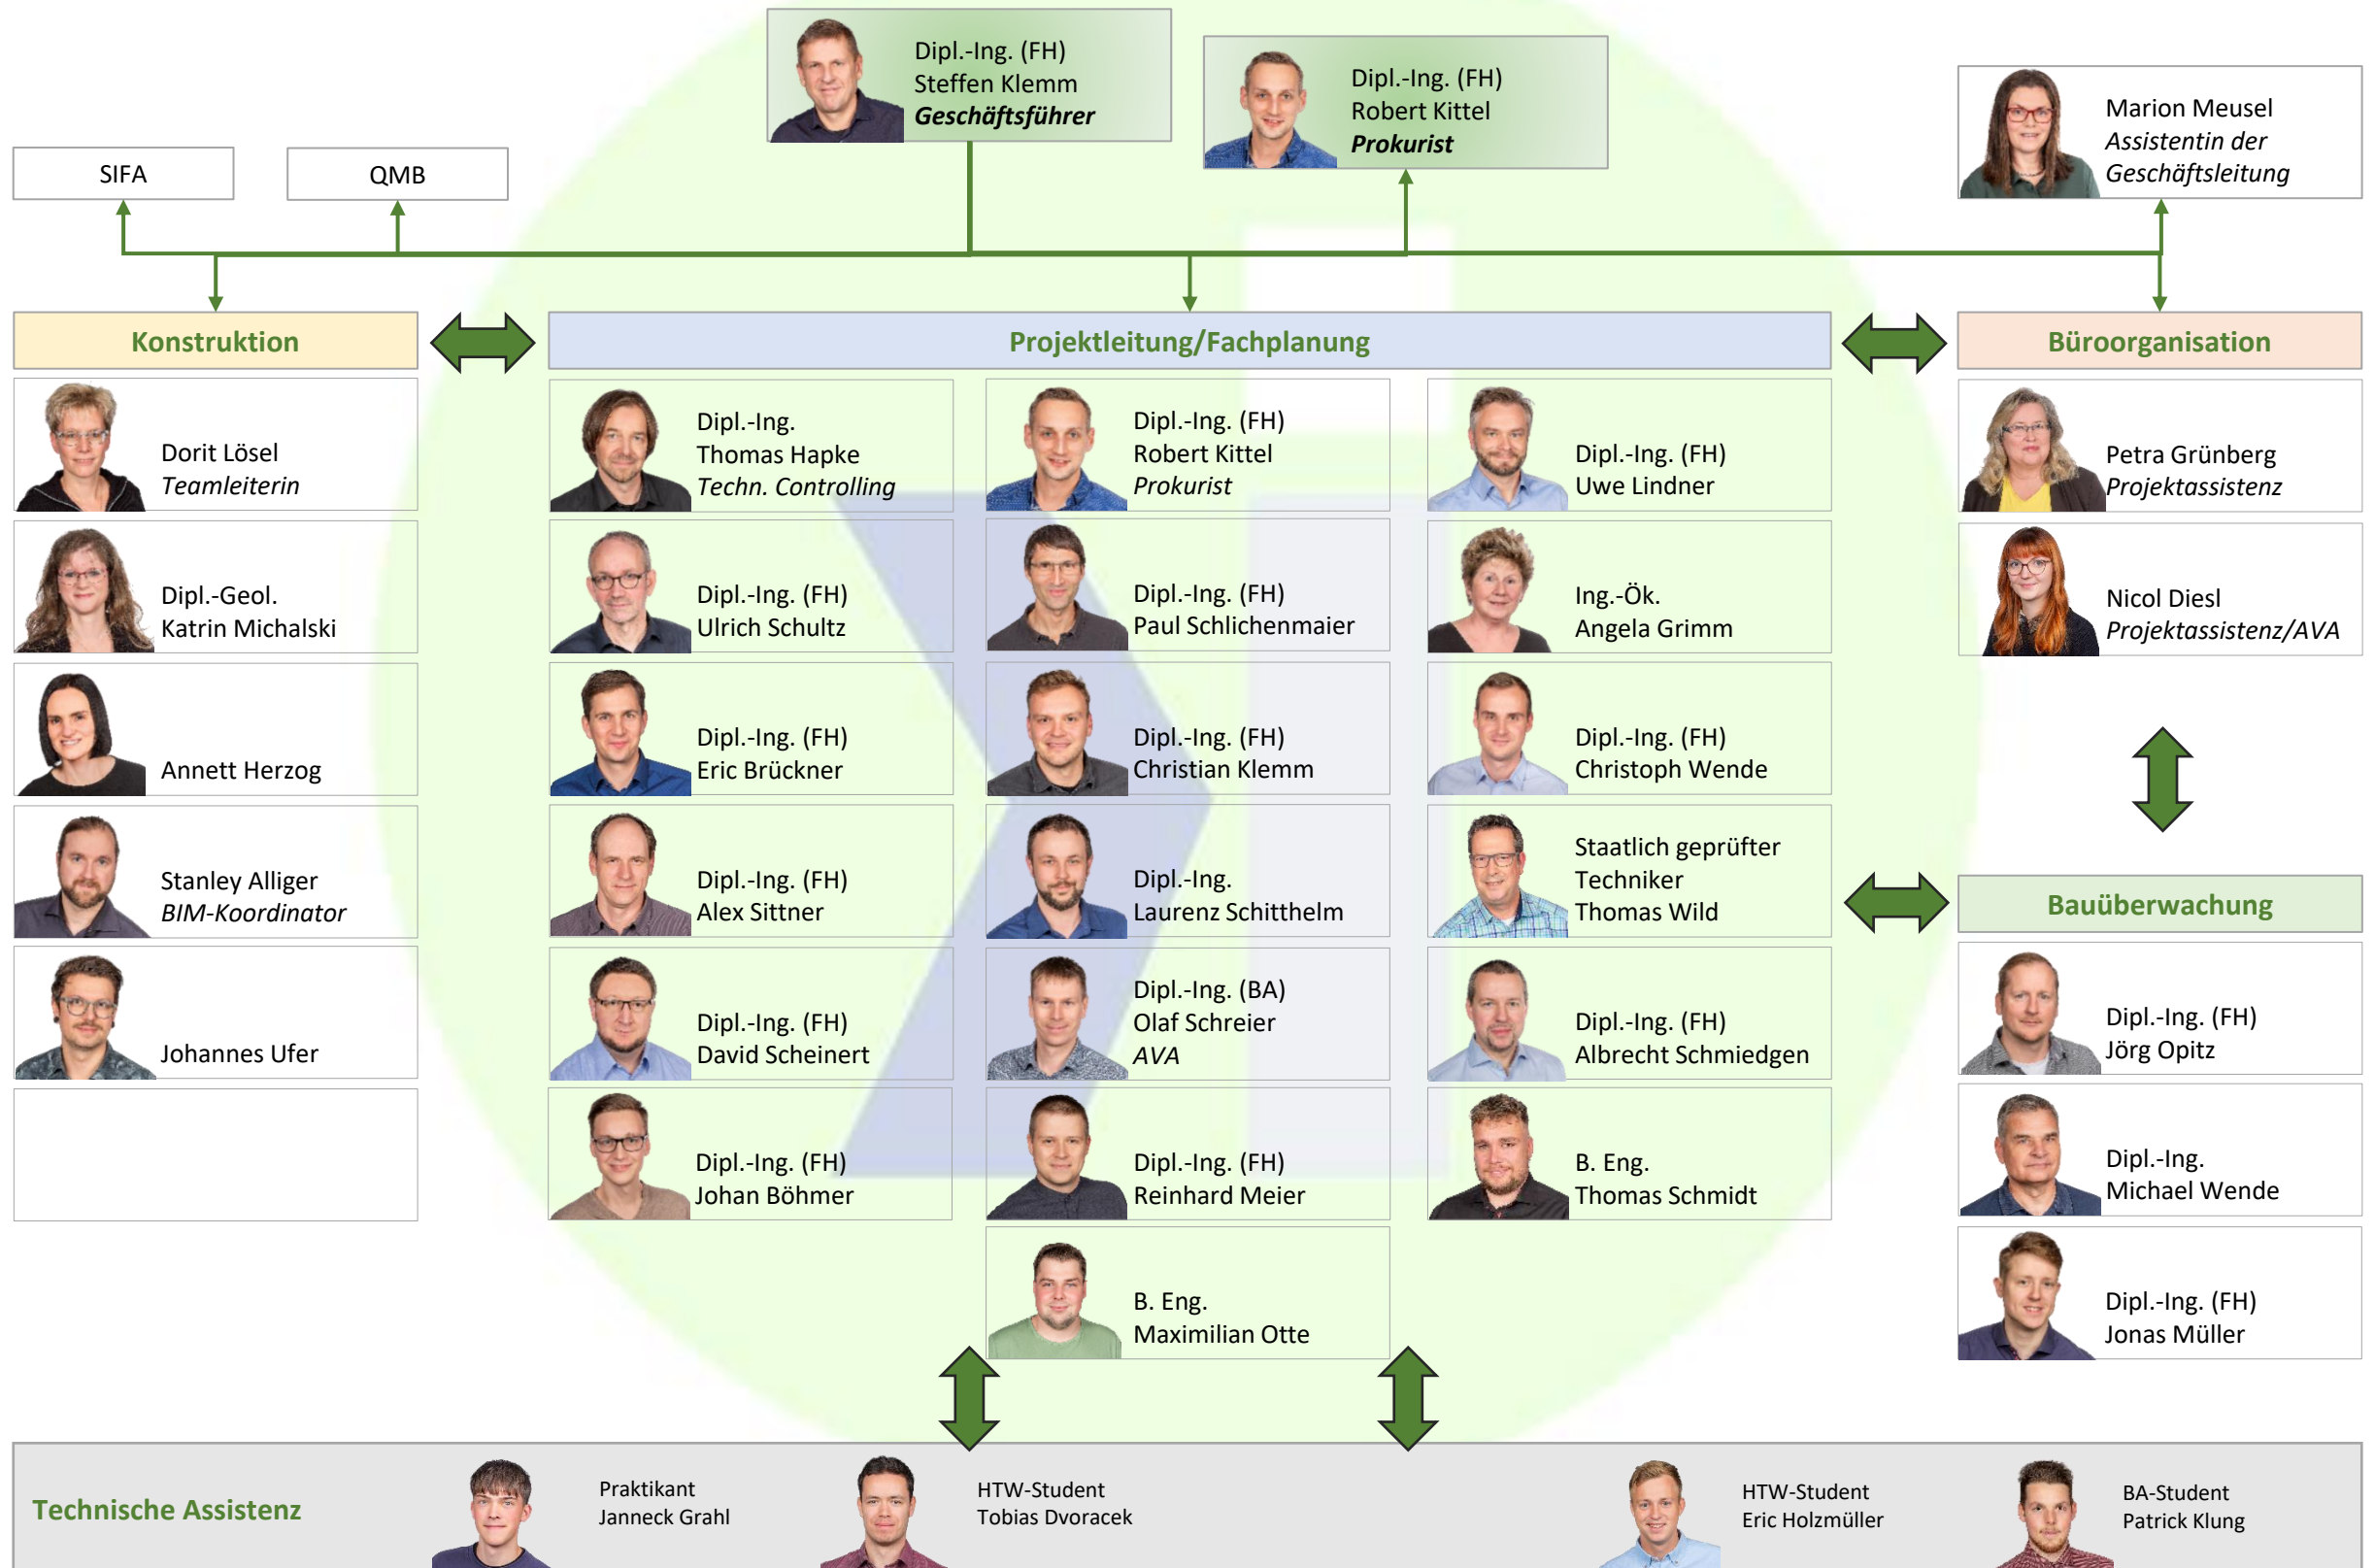 Dipl.-Ing. (FH)
Steffen Klemm
Geschäftsführer
Dipl.-Ing. (FH)
Robert Kittel
Prokurist
Marion Meusel
Assistentin der
Geschäftsleitung
SIFA
QMB
Konstruktion
Dorit Lösel
Teamleiterin
Dipl.-Geol.
Katrin Michalski
Annett Herzog
Stanley Alliger
BIM-Koordinator
Johannes Ufer
Projektleitung/Fachplanung
Dipl.-Ing.
Thomas Hapke
Techn. Controlling
Dipl.-Ing. (FH)
Ulrich Schultz
Dipl.-Ing. (FH)
Eric Brückner
Dipl.-Ing. (FH)
Alex Sittner
Dipl.-Ing. (FH)
David Scheinert
Dipl.-Ing. (FH)
Johan Böhmer
Dipl.-Ing. (FH)
Robert Kittel
Prokurist
Dipl.-Ing. (FH)
Paul Schlichenmaier
Dipl.-Ing. (FH)
Christian Klemm
Dipl.-Ing.
Laurenz Schitthelm
Dipl.-Ing. (BA)
Olaf Schreier
AVA
Dipl.-Ing. (FH)
Reinhard Meier
B. Eng.
Maximilian Otte
Dipl.-Ing. (FH)
Uwe Lindner
Ing.-Ök.
Angela Grimm
Dipl.-Ing. (FH)
Christoph Wende
Staatlich geprüfter
Techniker
Thomas Wild
Dipl.-Ing. (FH)
Albrecht Schmiedgen
B. Eng.
Thomas Schmidt
Büroorganisation
Petra Grünberg
Projektassistenz
Nicol Diesl
Projektassistenz/AVA
Bauüberwachung
Dipl.-Ing. (FH)
Jörg Opitz
Dipl.-Ing.
Michael Wende
Dipl.-Ing. (FH)
Jonas Müller
Technische Assistenz
Praktikant
Janneck Grahl
HTW-Student
Tobias Dvoracek
HTW-Student
Eric Holzmüller
BA-Student
Patrick Klung